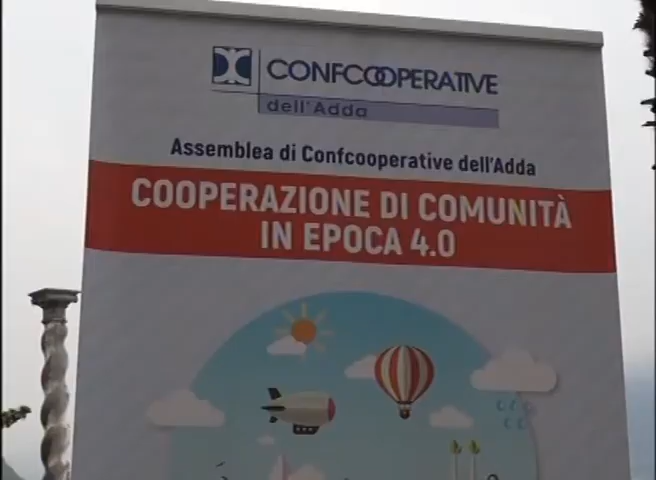 CONFCOOPERATIVE
dell'Adda
Assemblea di Confcooperative dell'Adda
COOPERAZIONE DI COMUNITÀ
IN EPOCA 4.0